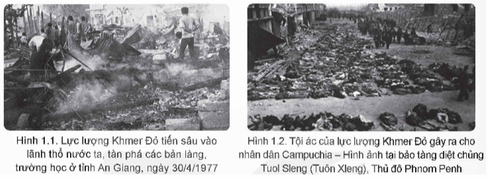 Hình 1.1. Lực lượng Khmer Đỏ tiến sâu vào
lãnh thổ nước ta, tàn phá các bản làng,
trường học ở tỉnh An Giang, ngày 30/4/1977
Hình 1.2. Tội ác của lực lượng Khmer Đỏ gây ra cho
nhân dân Campuchia – Hình ảnh tại bảo tàng diệt chủng
Tuol Sleng (Tuôn Xleng), Thủ đô Phnom Penh